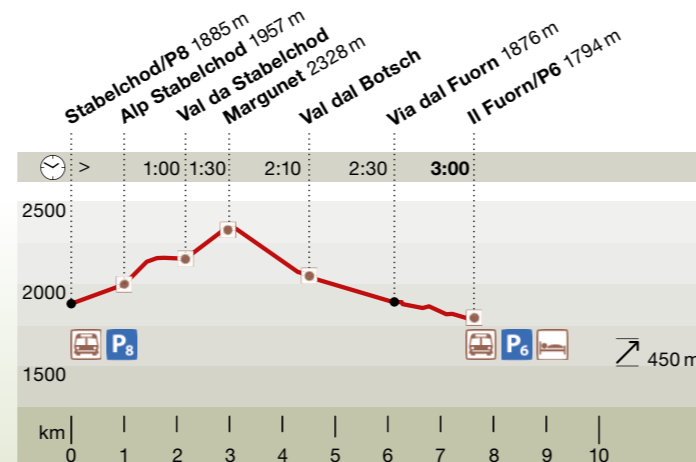 Stabelchod/P8 1885 m
Alp Stabelchod 1957 m
Val da Stabelchod
Margunet 2328 m
Val dal Botsch
Via dal Fuorn 1876 m
Il Fuorn/P6 1794 m
> 1:00 1:30 2:10 2:30 3:00
2500
2000
1500
P8
P6
450 m
km
0 1 2 3 4 5 6 7 8 9 10